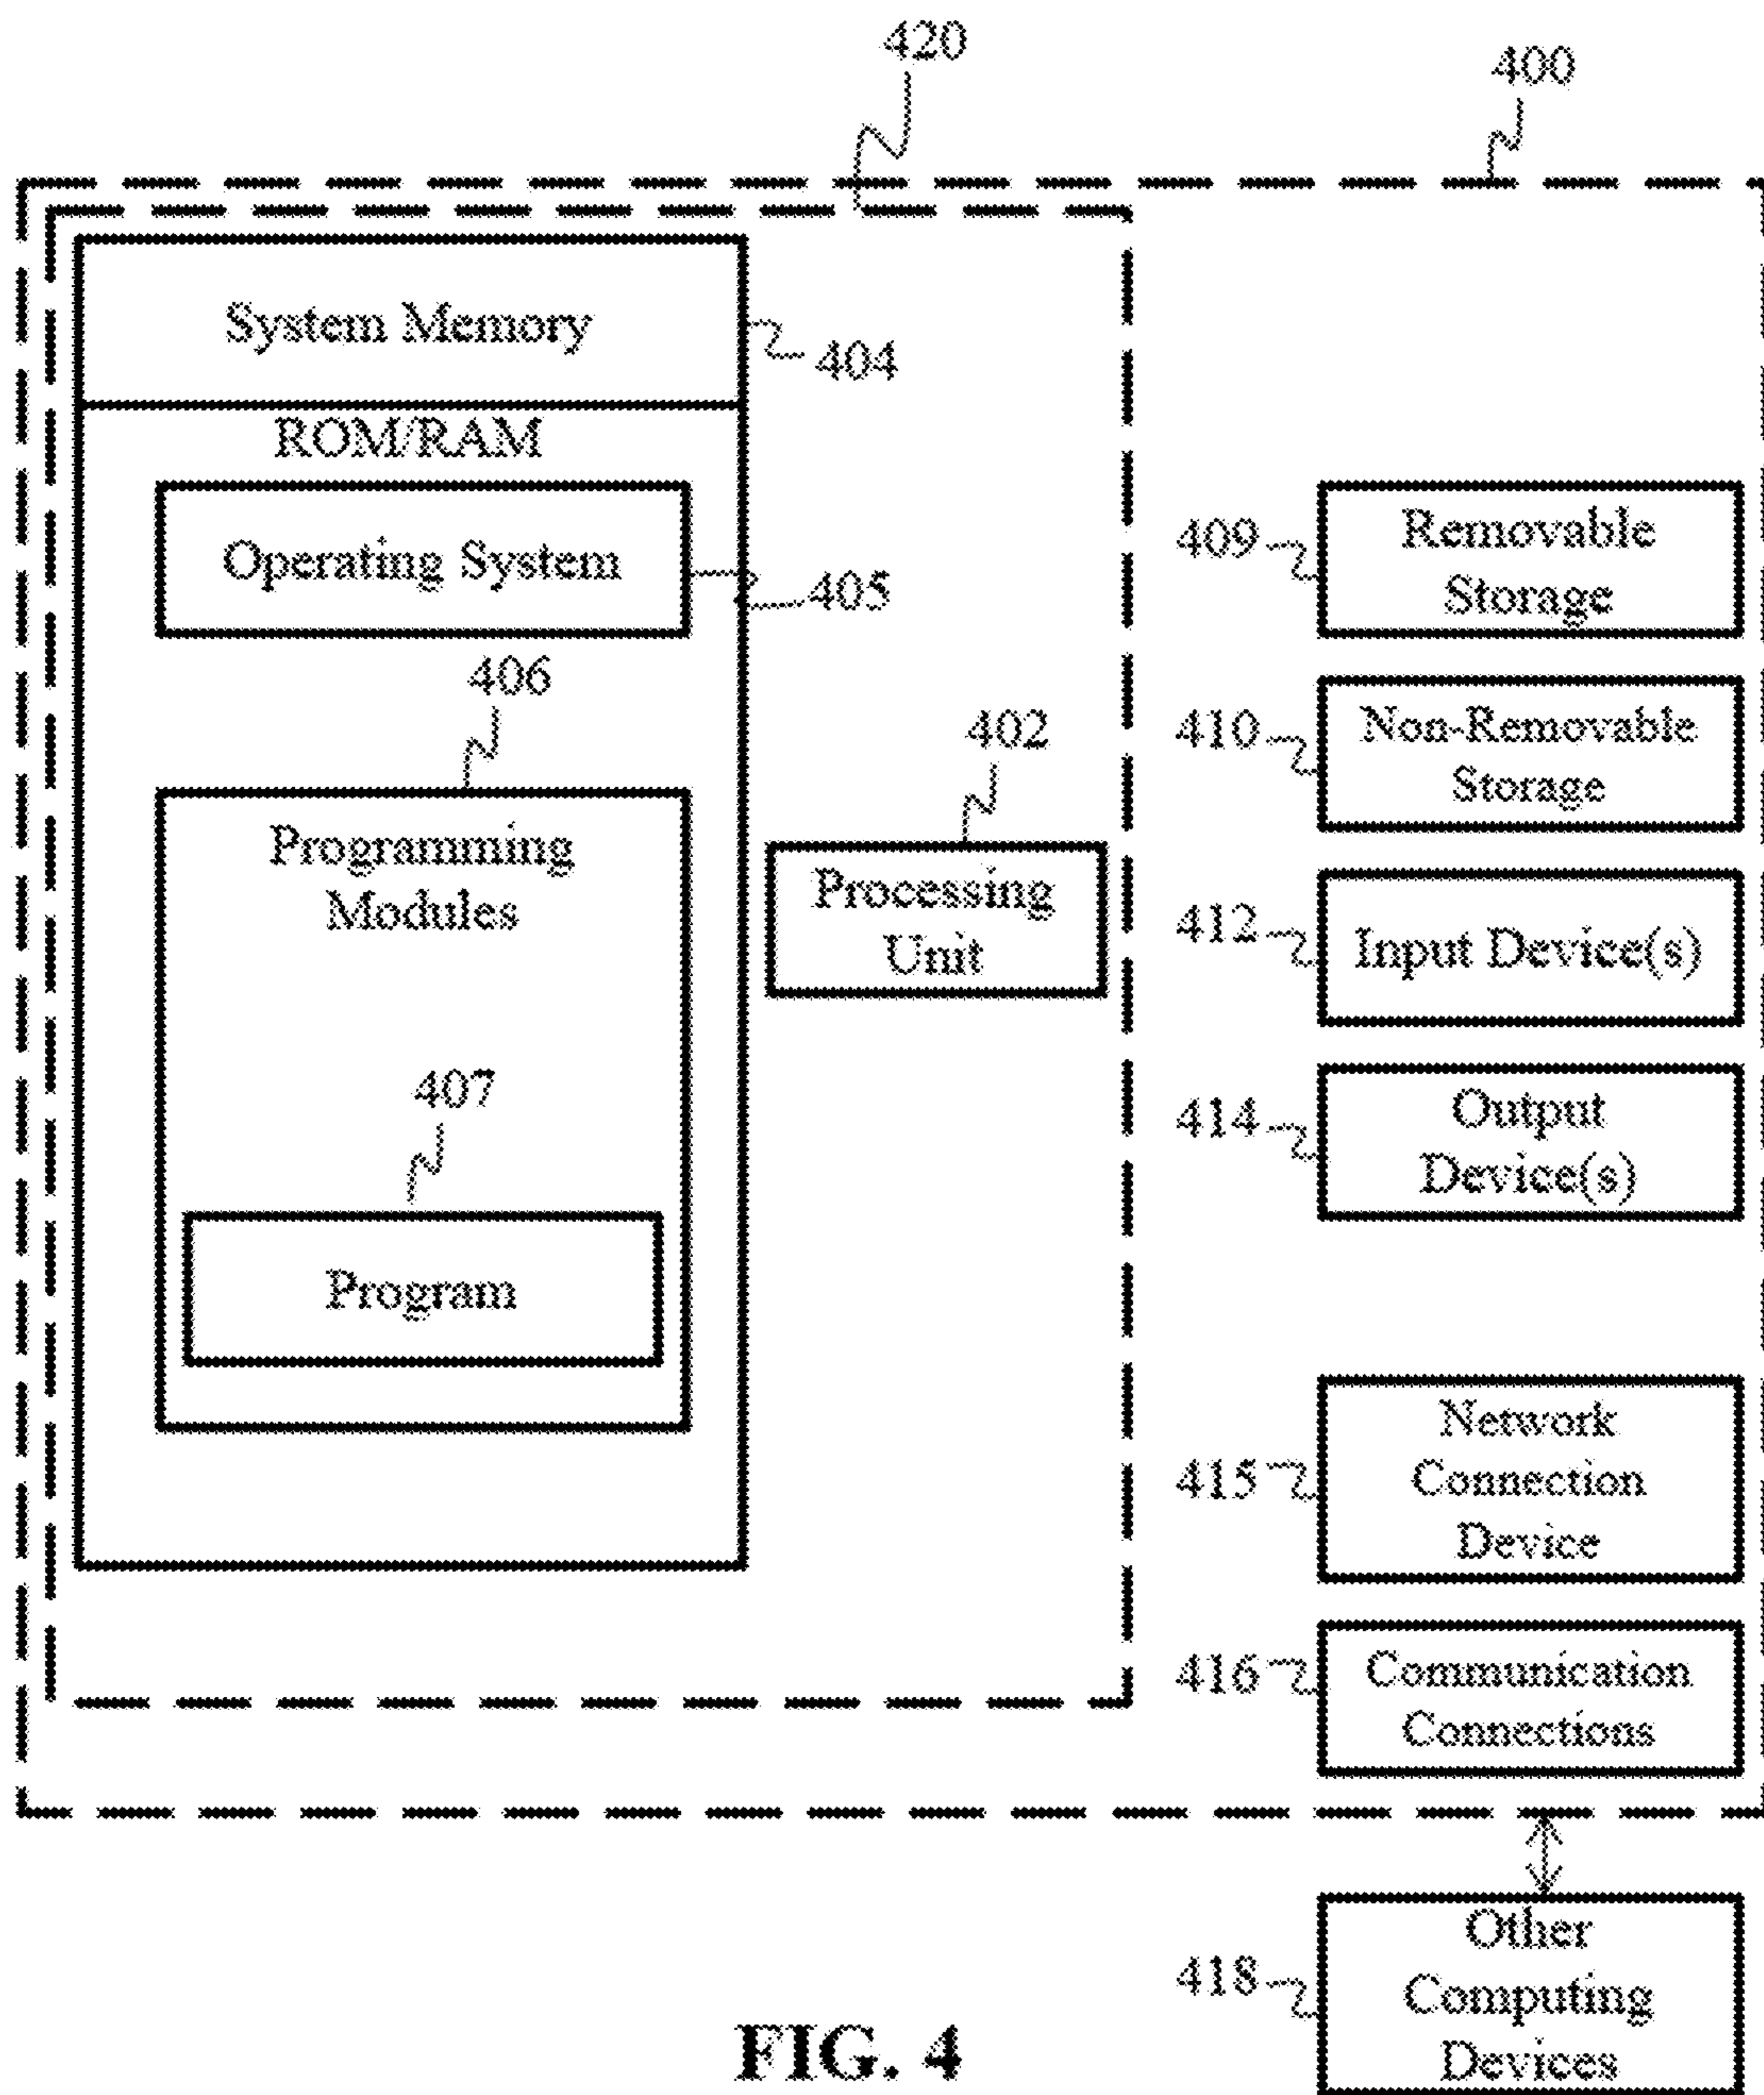 420
400
System Memory
404
ROM/RAM
Operating System
405
406
Programming
Modules
407
Program
402
Processing
Unit
409
Removable
Storage
410
Non-Removable
Storage
412
Input Device(s)
414
Output
Device(s)
415
Network
Connection
Device
416
Communication
Connections
418
Other
Computing
Devices
FIG. 4